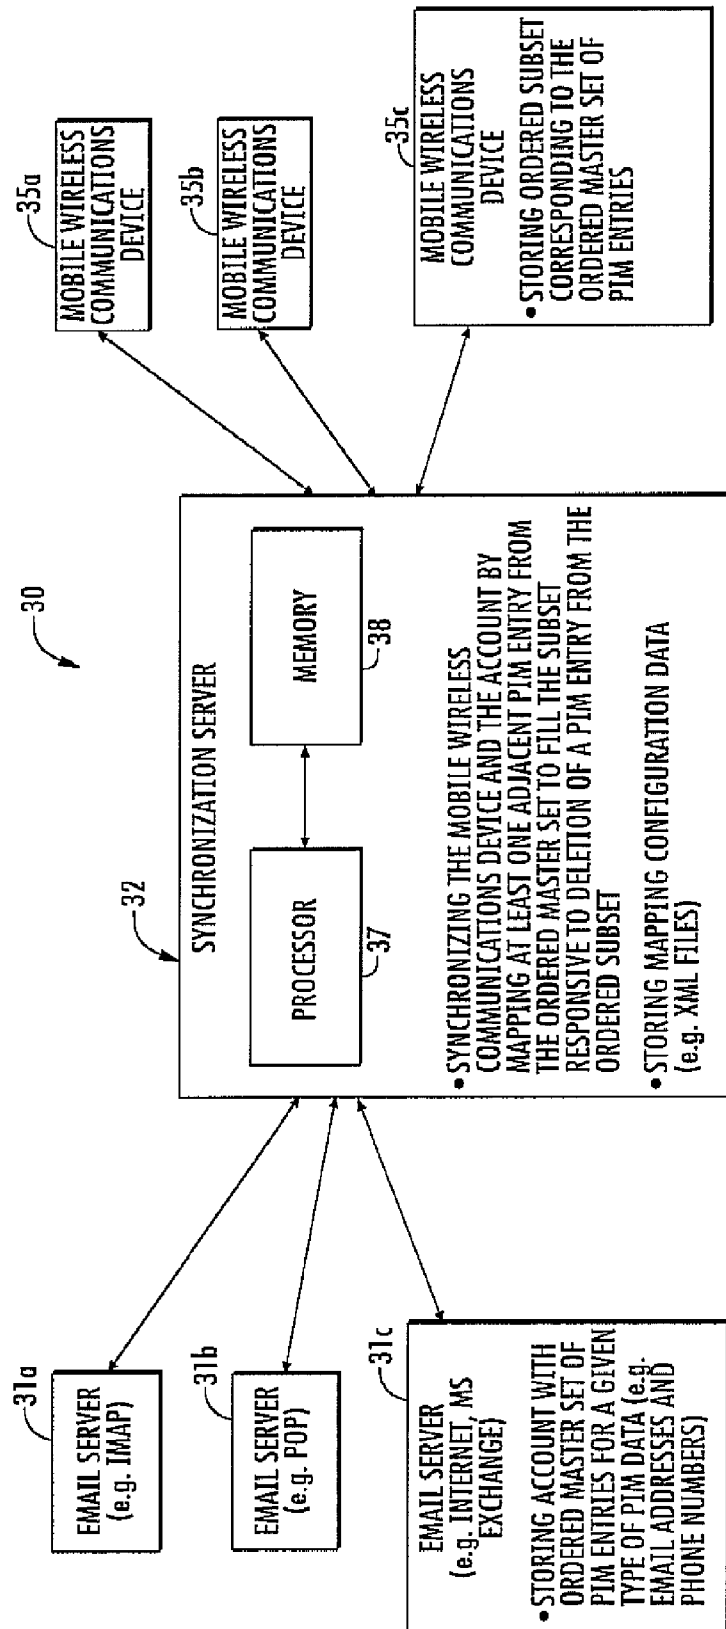 30
31a
EMAIL SERVER
(e.g. IMAP)
31b
EMAIL SERVER
(e.g. POP)
31c
EMAIL SERVER
(e.g. INTERNET, MS
EXCHANGE)
• STORING ACCOUNT WITH
ORDERED MASTER SET OF
PIM ENTRIES FOR A GIVEN
TYPE OF PIM DATA (e.g.
EMAIL ADDRESSES AND
PHONE NUMBERS)
32
SYNCHRONIZATION SERVER
PROCESSOR
37
MEMORY
38
• SYNCHRONIZING THE MOBILE WIRELESS
COMMUNICATIONS DEVICE AND THE ACCOUNT BY
MAPPING AT LEAST ONE ADJACENT PIM ENTRY FROM
THE ORDERED MASTER SET TO FILL THE SUBSET
RESPONSIVE TO DELETION OF A PIM ENTRY FROM THE
ORDERED SUBSET
• STORING MAPPING CONFIGURATION DATA
(e.g. XML FILES)
35a
MOBILE WIRELESS
COMMUNICATIONS
DEVICE
35b
MOBILE WIRELESS
COMMUNICATIONS
DEVICE
35c
MOBILE WIRELESS
COMMUNICATIONS
DEVICE
• STORING ORDERED SUBSET
CORRESPONDING TO THE
ORDERED MASTER SET OF
PIM ENTRIES